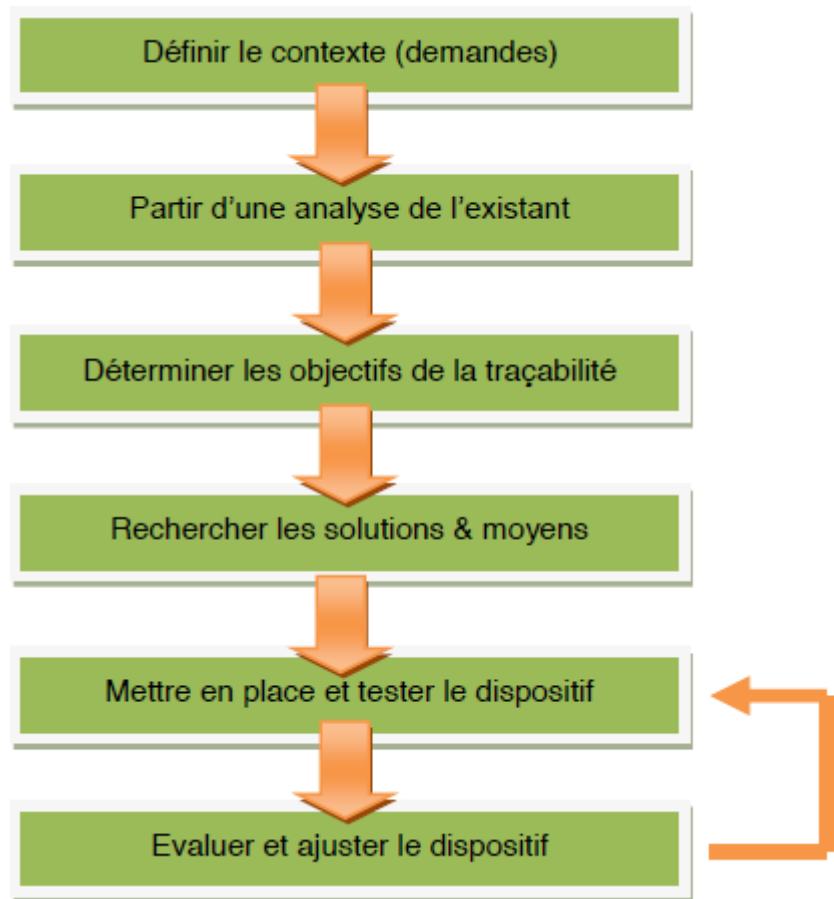 Définir le contexte (demandes)
Partir d’une analyse de l’existant
Déterminer les objectifs de la traçabilité
Rechercher les solutions & moyens
Mettre en place et tester le dispositif
Evaluer et ajuster le dispositif